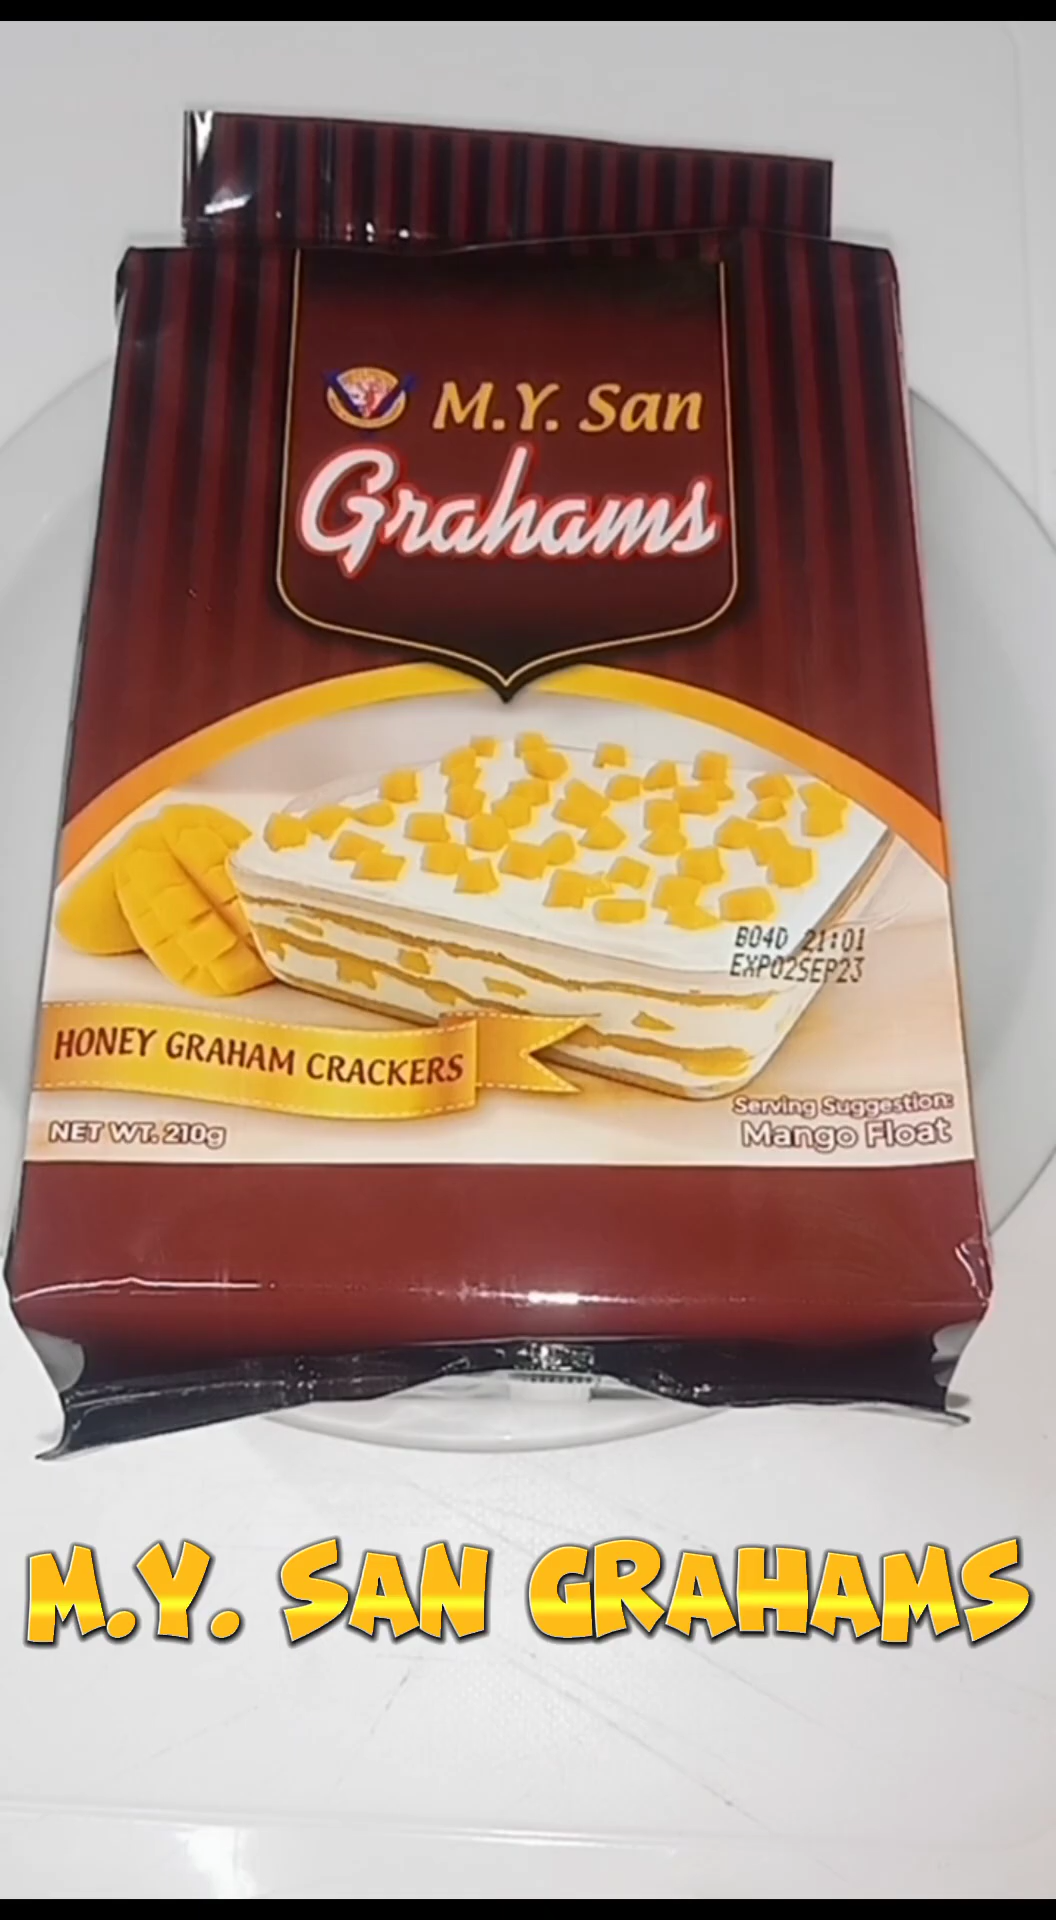 M.Y. San
Grahams
B04D 21:01
EXP02SEP23
HONEY GRAHAM CRACKERS
NET WT. 210g
Serving Suggestion:
Mango Float
M.Y. SAN GRAHAMS